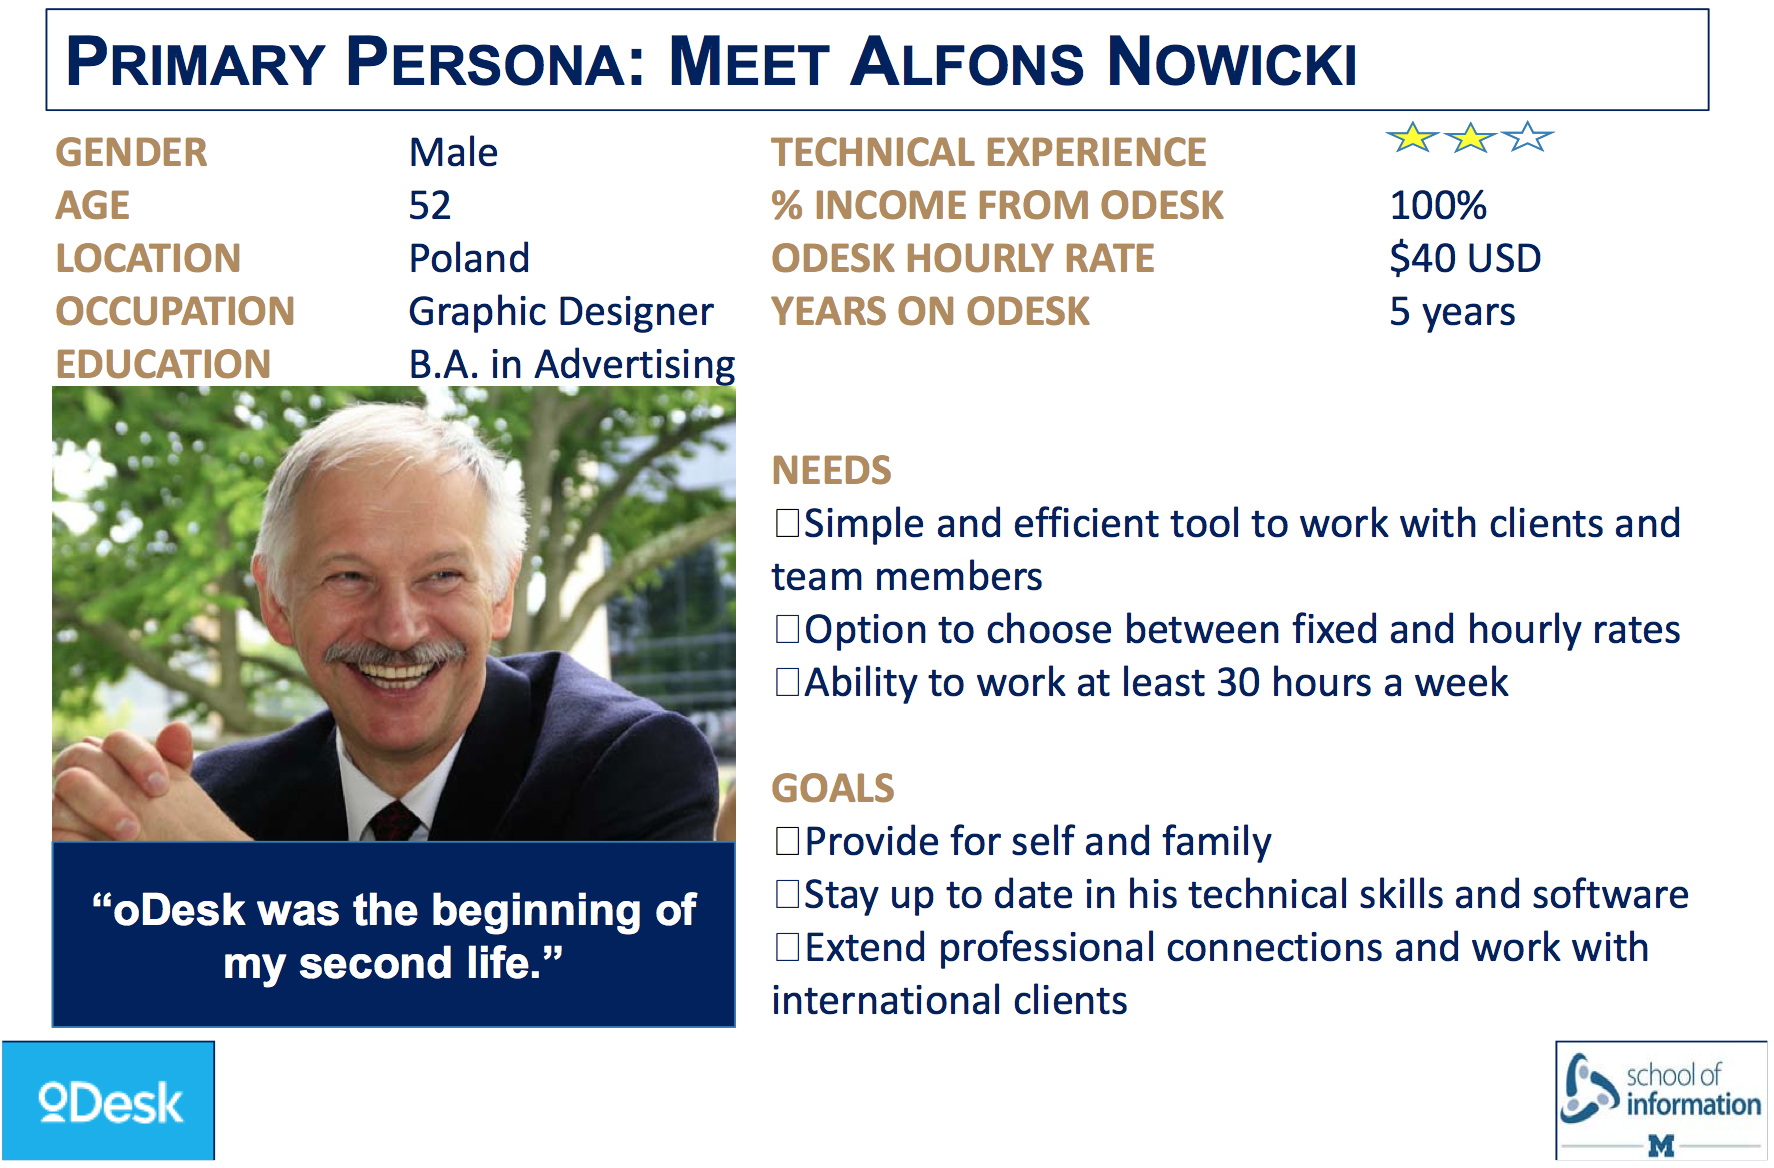 PRIMARY PERSONA: MEET ALFONS NOWICKI
GENDER Male
AGE 52
LOCATION Poland
OCCUPATION Graphic Designer
EDUCATION B.A. in Advertising
TECHNICAL EXPERIENCE
% INCOME FROM ODESK 100%
ODESK HOURLY RATE $40 USD
YEARS ON ODESK 5 years
NEEDS
Simple and efficient tool to work with clients and
team members
Option to choose between fixed and hourly rates
Ability to work at least 30 hours a week
GOALS
Provide for self and family
Stay up to date in his technical skills and software
Extend professional connections and work with
international clients
“oDesk was the beginning of
my second life.”
oDesk
school of
information
M